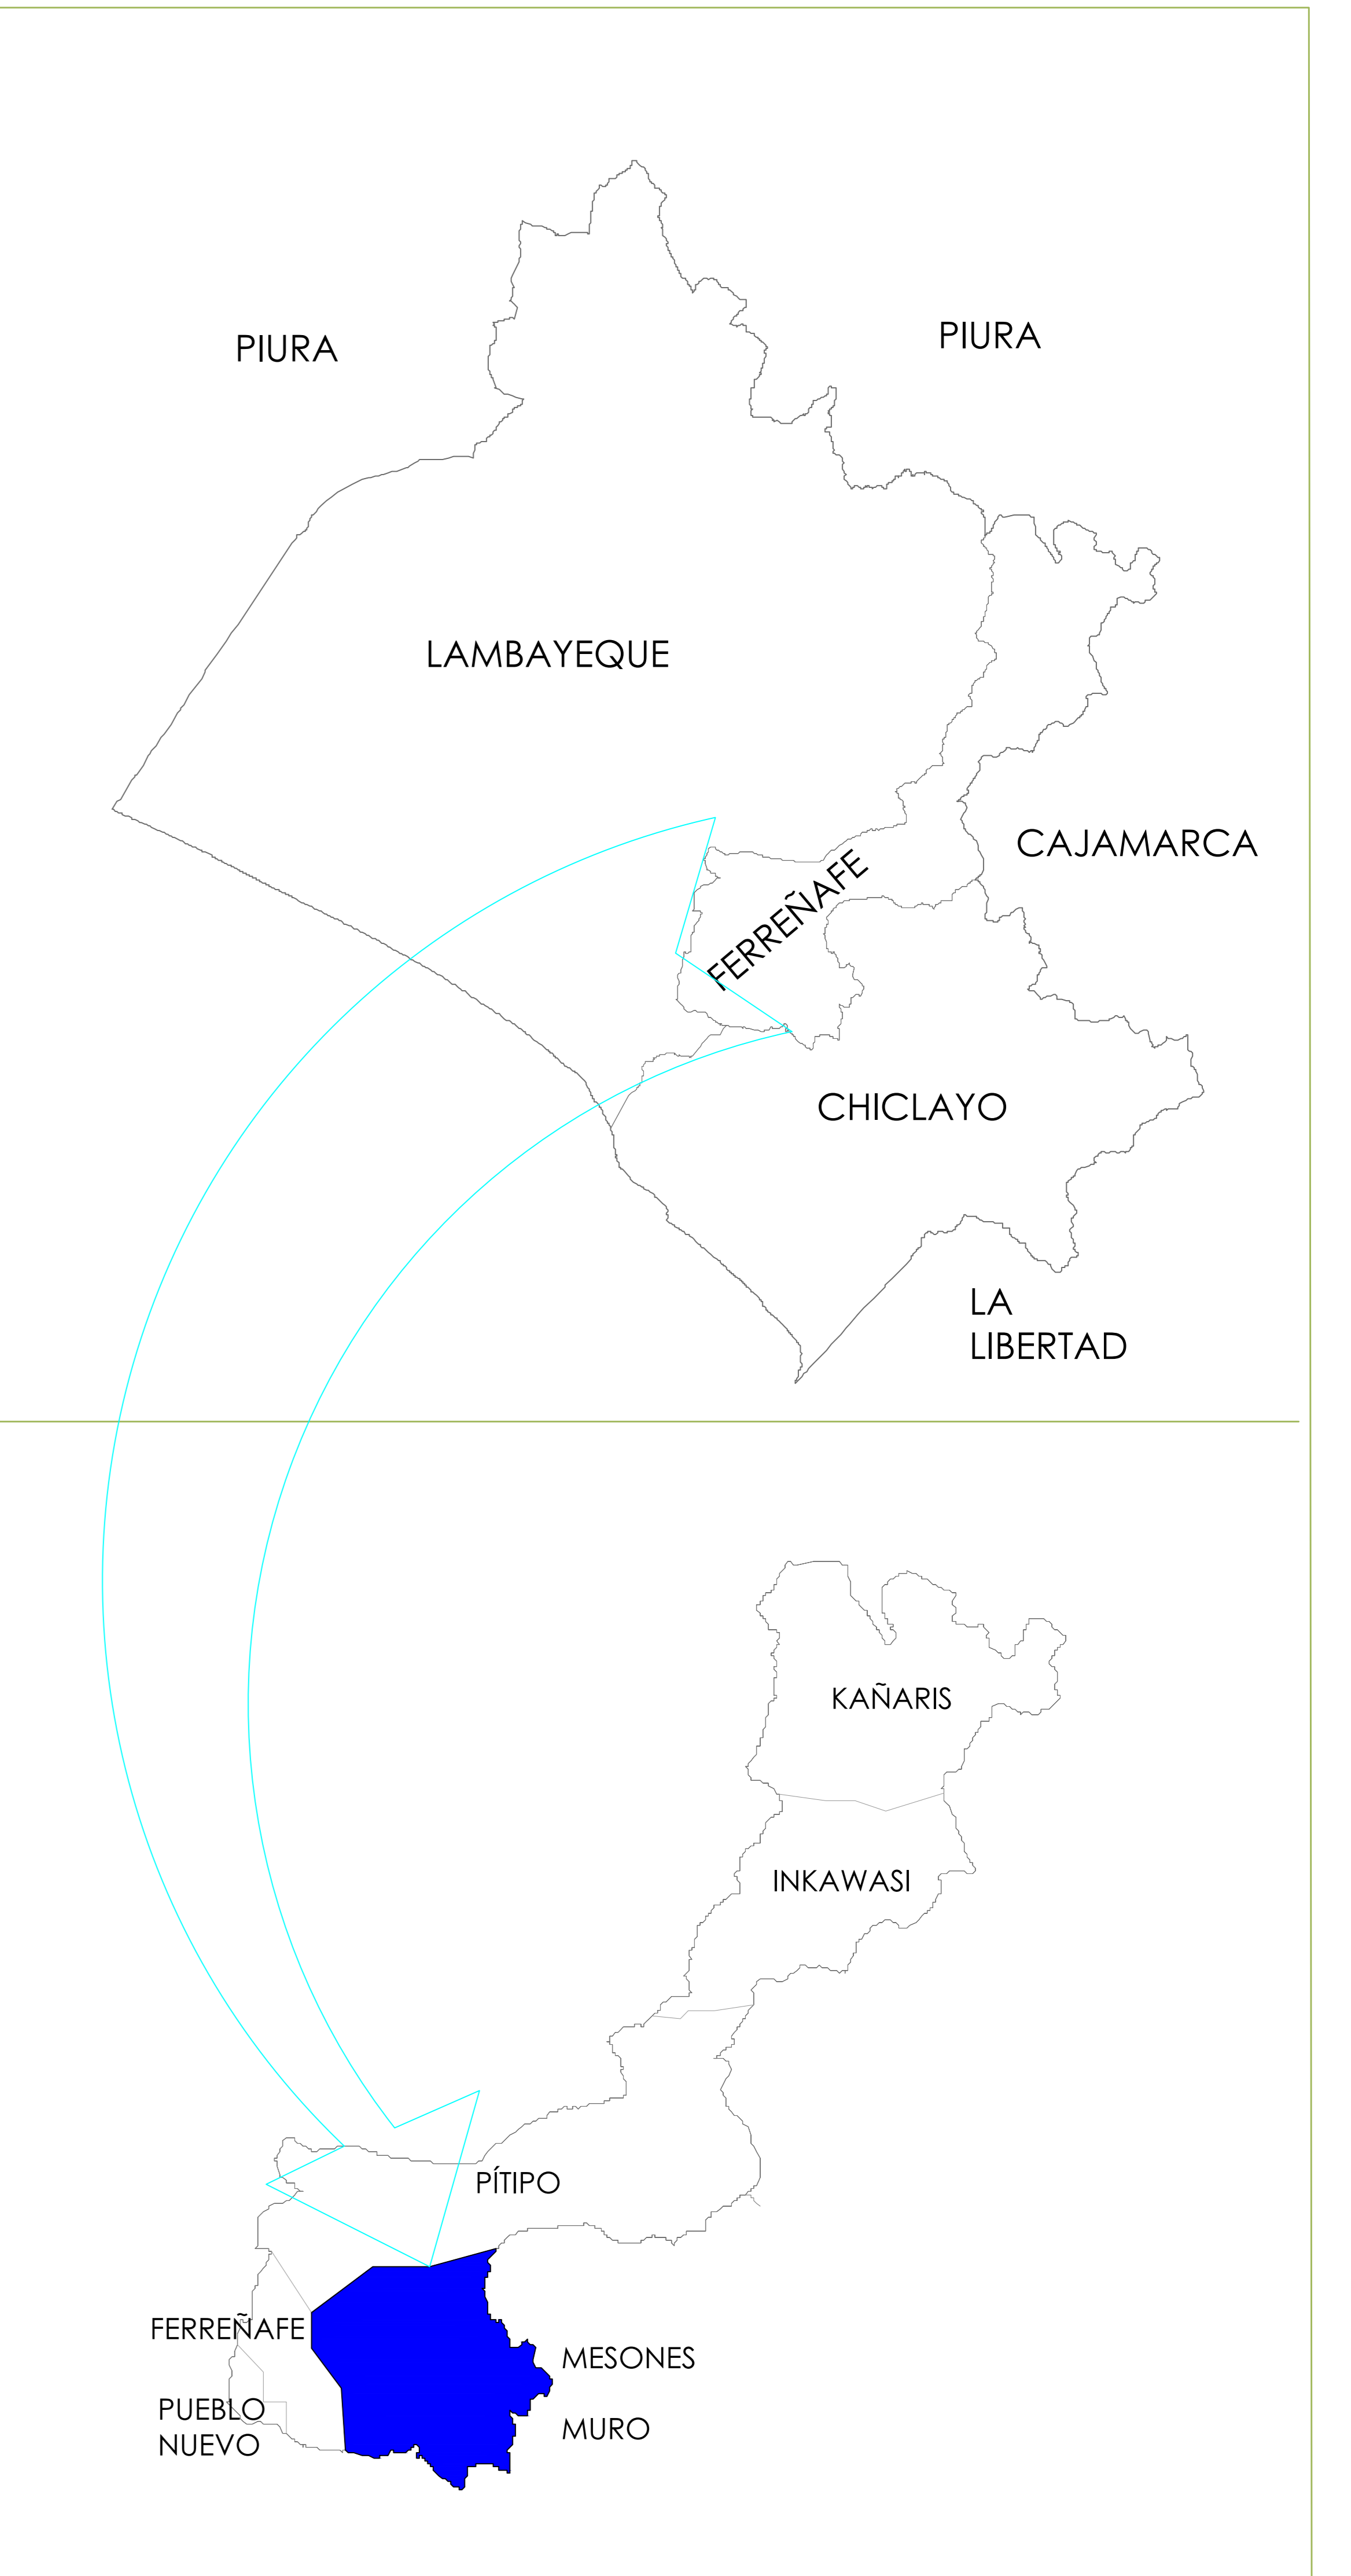 PIURA
PIURA
LAMBAYEQUE
CAJAMARCA
FERREÑAFE
CHICLAYO
LA
LIBERTAD
KAÑARIS
INKAWASI
PÍTIPO
FERREÑAFE
MESONES
MURO
PUEBLO
NUEVO